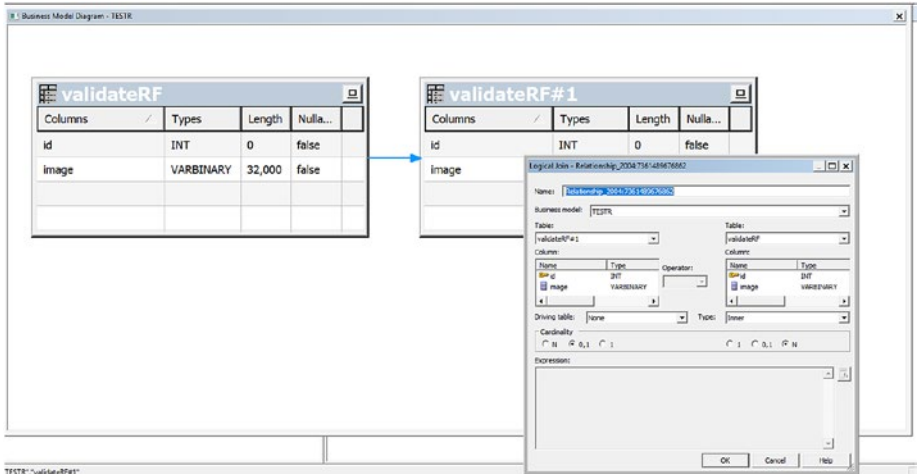 Business Model Diagram - TESTR
validateRF
Columns Types Length Nulla...
id INT 0 false
image VARBINARY 32,000 false
validateRF#1
Columns Types Length Nulla...
id INT 0 false
image
Logical Join - Relationship_2004:7361489676862
Name: Relationship_2004:7361489676862
Business model: TESTR
Table: Table:
validateRF#1 validateRF
Column: Column:
Name Type Operator: Name Type
id INT id INT
image VARBINARY image VARBINARY
Driving table: None Type: Inner
Cardinality
N 0,1 1 1 0,1 N
Expression:
OK Cancel Help
TESTR"."validateRF#1"